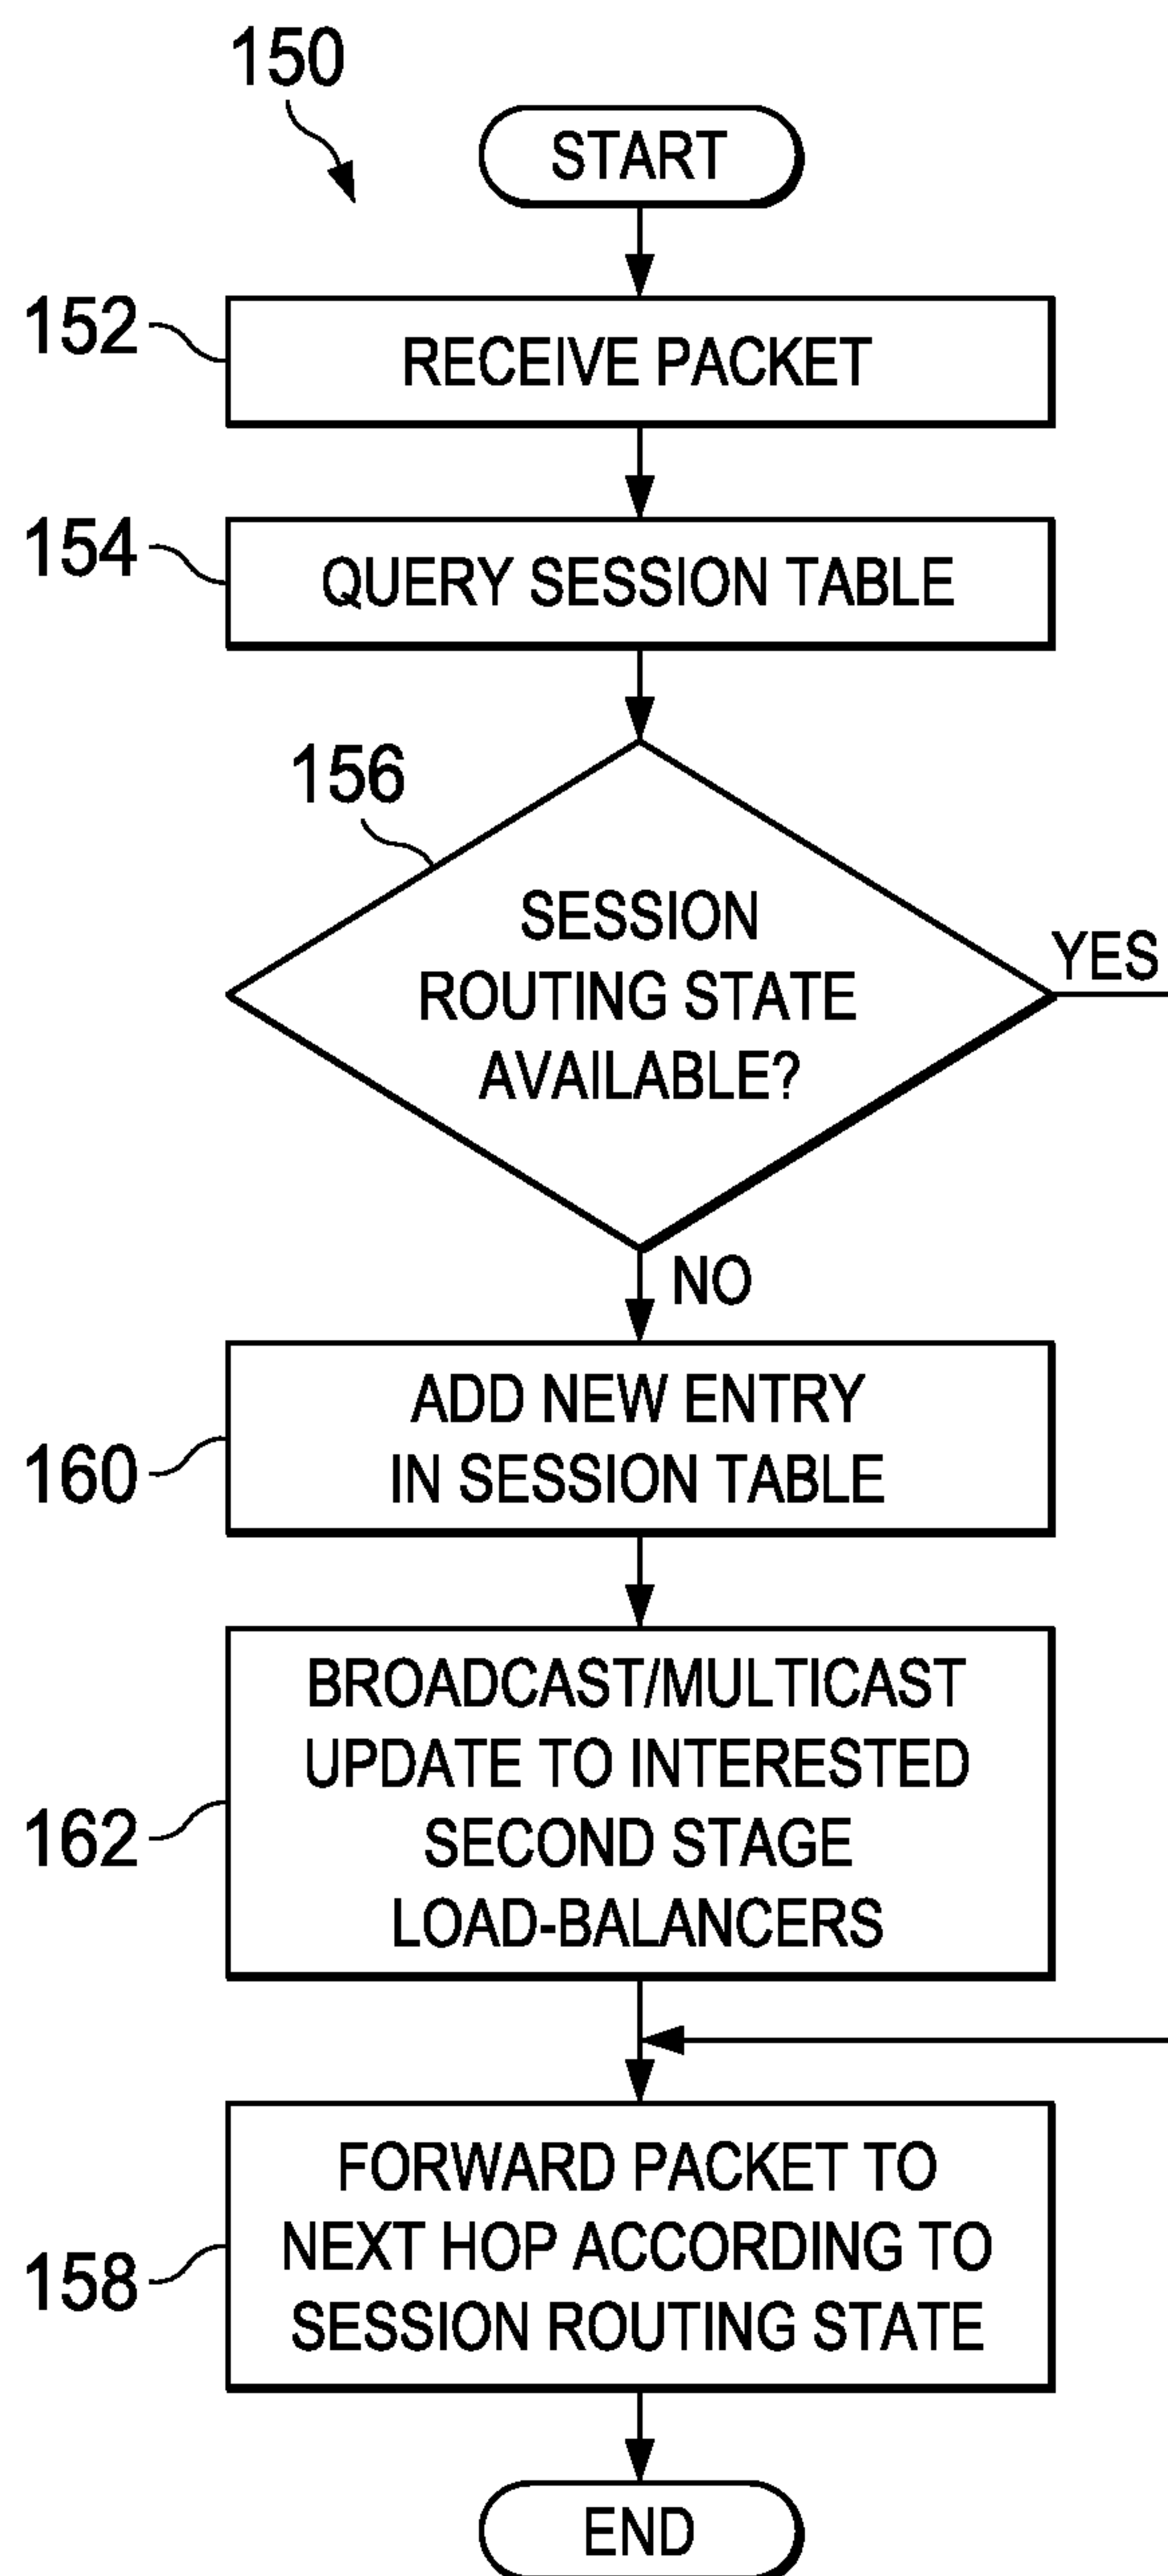 150
START
152
RECEIVE PACKET
154
QUERY SESSION TABLE
156
SESSION
ROUTING STATE
AVAILABLE?
YES
NO
160
ADD NEW ENTRY
IN SESSION TABLE
162
BROADCAST/MULTICAST
UPDATE TO INTERESTED
SECOND STAGE
LOAD-BALANCERS
158
FORWARD PACKET TO
NEXT HOP ACCORDING TO
SESSION ROUTING STATE
END